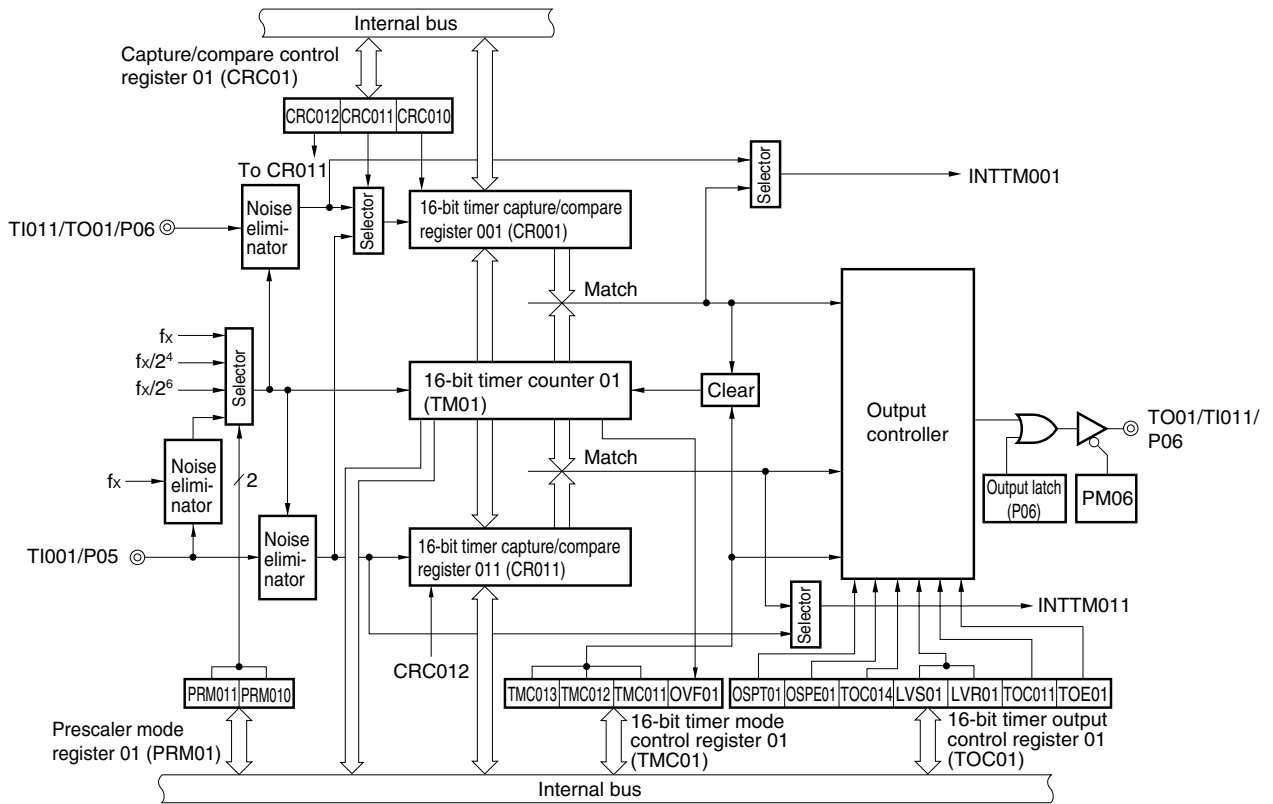 Internal bus
Capture/compare control
register 01 (CRC01)
CRC012 CRC011 CRC010
To CR011
TI011/TO01/P06
Noise
elimi-
nator
Selector
16-bit timer capture/compare
register 001 (CR001)
Selector
INTTM001
Match
fx
fx/2⁴
fx/2⁶
Selector
16-bit timer counter 01
(TM01)
Clear
Output
controller
TO01/TI011/
P06
fx
Noise
elimi-
nator
2
Match
Output latch
(P06)
PM06
TI001/P05
Noise
elimi-
nator
16-bit timer capture/compare
register 011 (CR011)
Selector
INTTM011
CRC012
PRM011 PRM010
TMC013 TMC012 TMC011 OVF01
OSPT01 OSPE01 TOC014 LVS01 LVR01 TOC011 TOE01
Prescaler mode
register 01 (PRM01)
16-bit timer mode
control register 01
(TMC01)
16-bit timer output
control register 01
(TOC01)
Internal bus